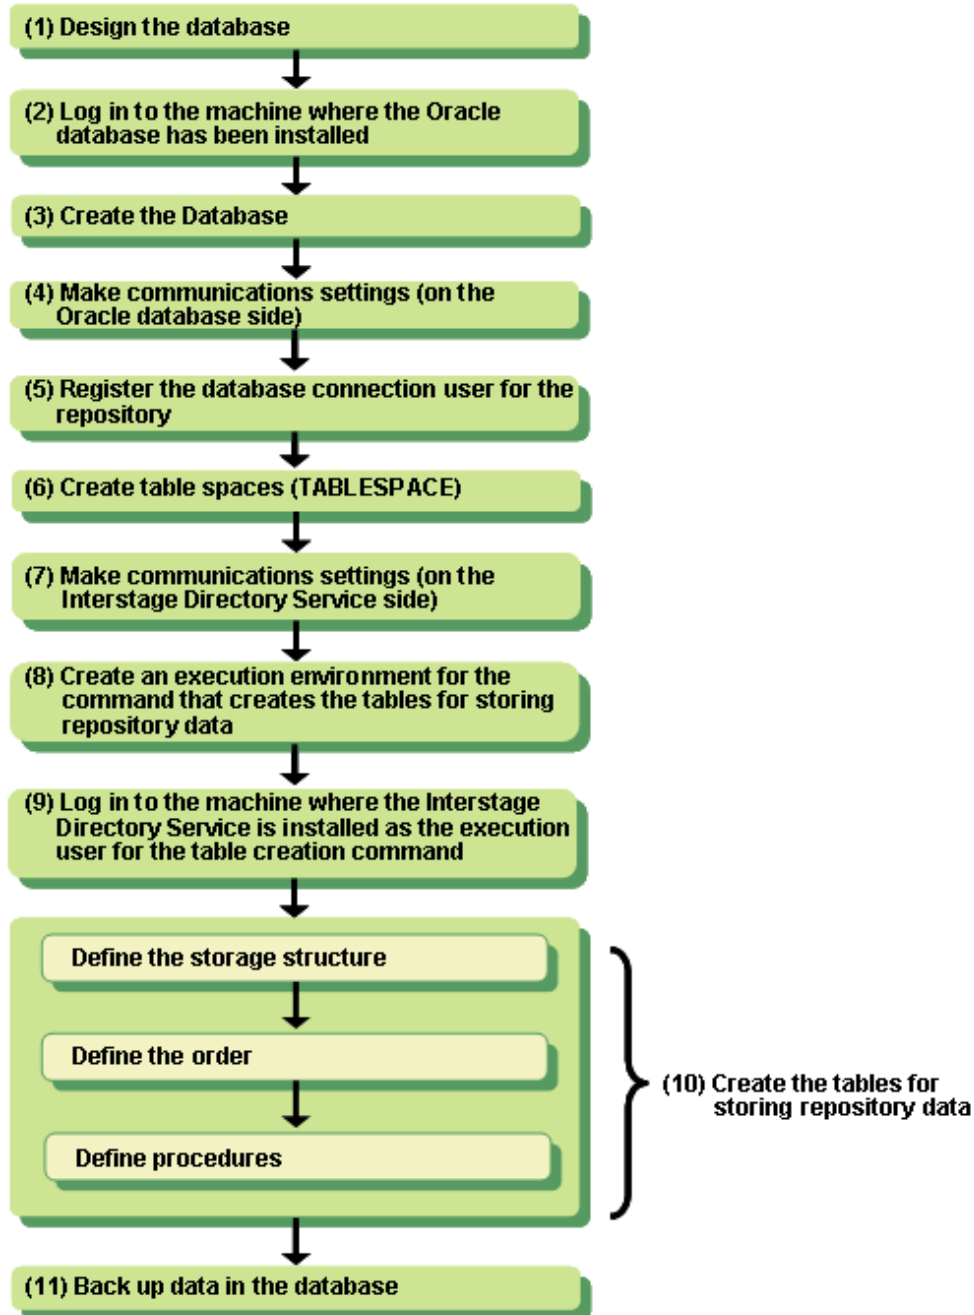 (1) Design the database
(2) Log in to the machine where the Oracle
database has been installed
(3) Create the Database
(4) Make communications settings (on the
Oracle database side)
(5) Register the database connection user for the
repository
(6) Create table spaces (TABLESPACE)
(7) Make communications settings (on the
Interstage Directory Service side)
(8) Create an execution environment for the
command that creates the tables for storing
repository data
(9) Log in to the machine where the Interstage
Directory Service is installed as the execution
user for the table creation command
Define the storage structure
Define the order
Define procedures
(10) Create the tables for
storing repository data
(11) Back up data in the database